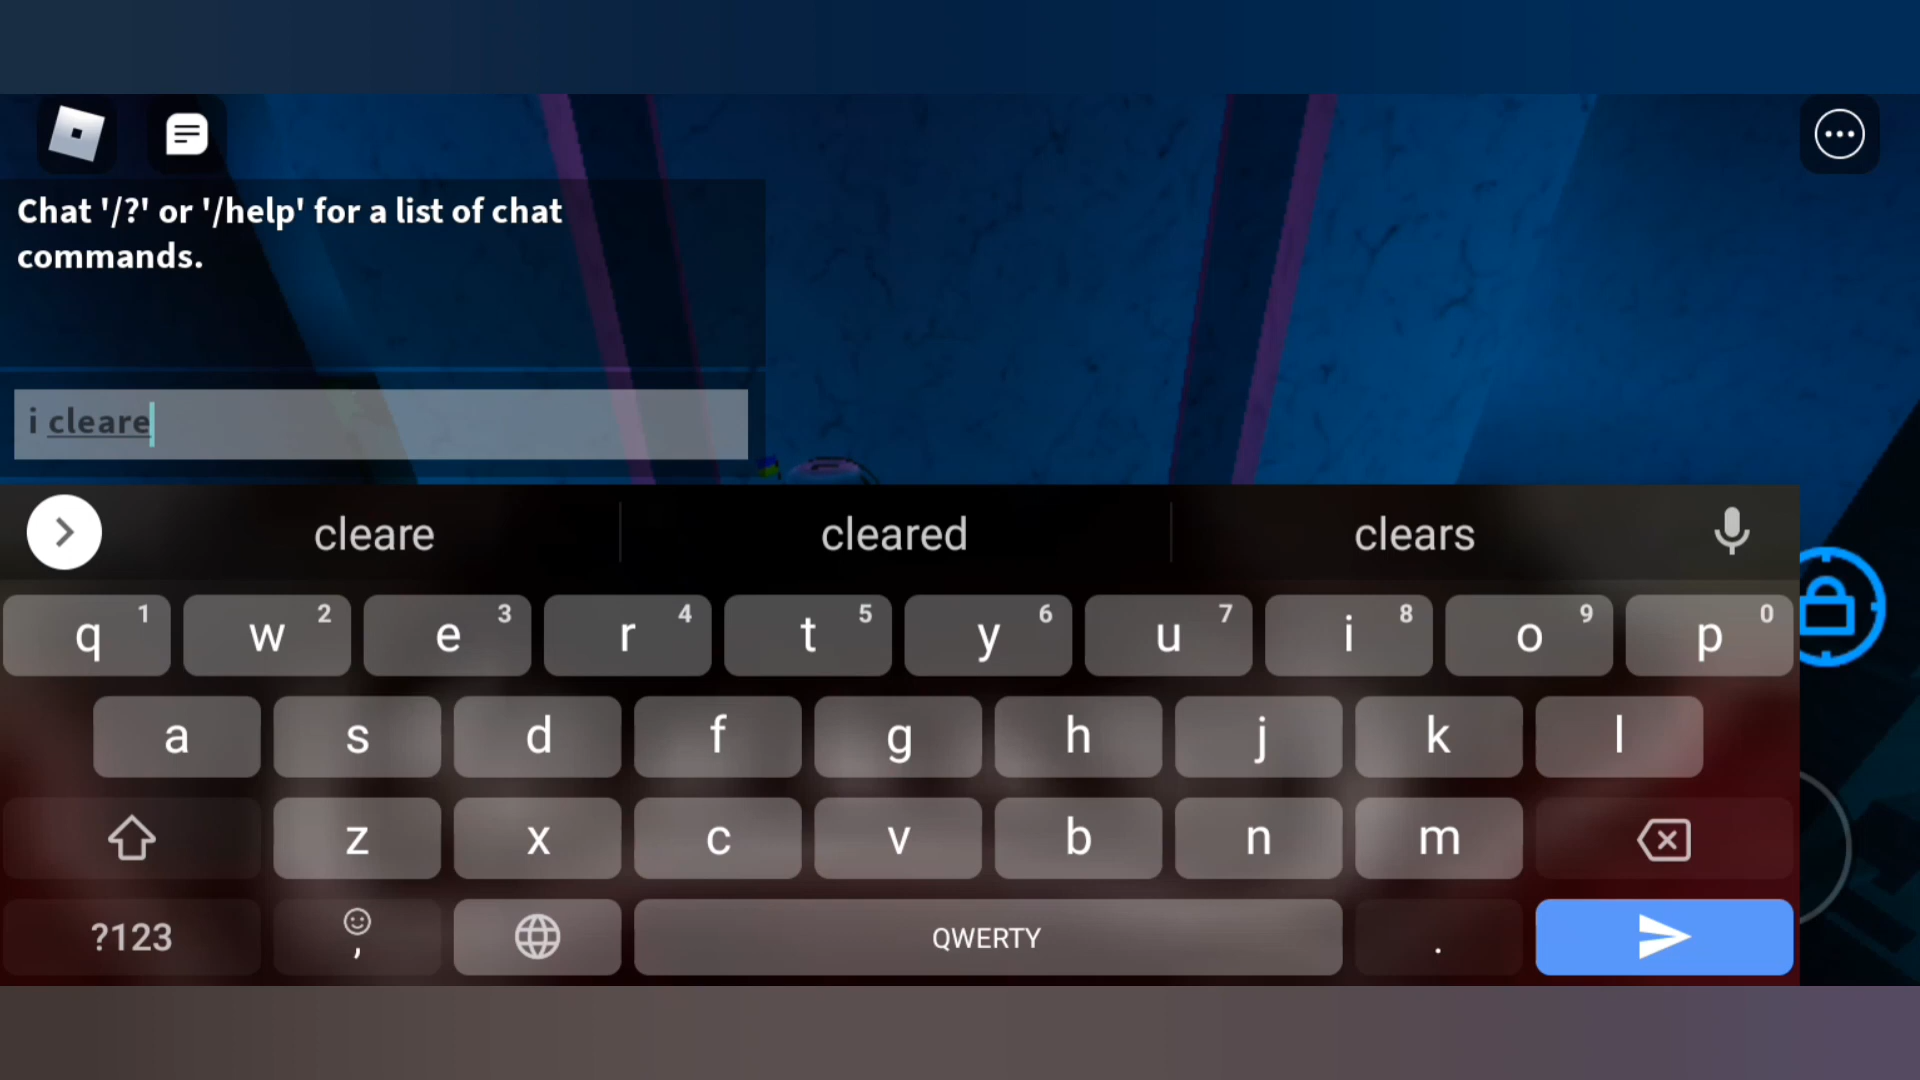 Chat '/?' or '/help' for a list of chat
commands.
i cleare
cleare cleared clears
q 1 w 2 e 3 r 4 t 5 y 6 u 7 i 8 o 9 p 0
a s d f g h j k l
z x c v b n m
?123 , QWERTY .